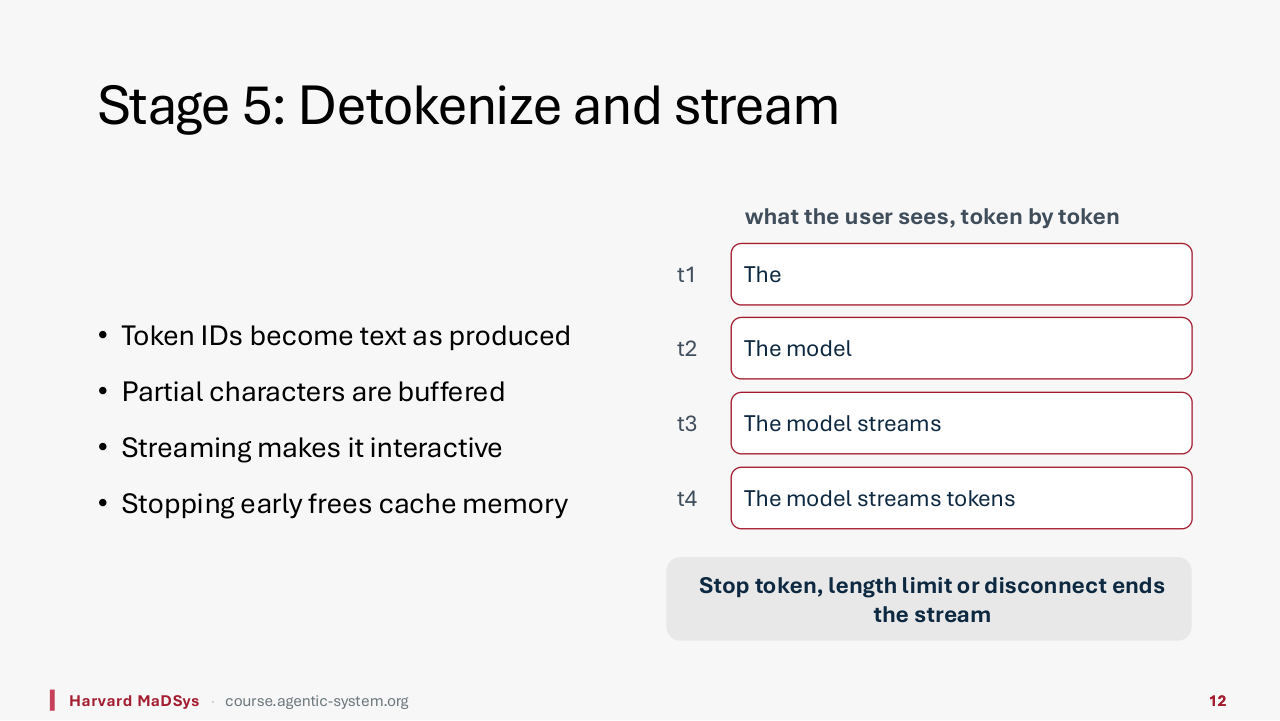 Stage 5: Detokenize and stream
• Token IDs become text as produced
• Partial characters are buffered
• Streaming makes it interactive
• Stopping early frees cache memory
what the user sees, token by token
t1 The
t2 The model
t3 The model streams
t4 The model streams tokens
Stop token, length limit or disconnect ends
the stream
Harvard MaDSys · course.agentic-system.org
12